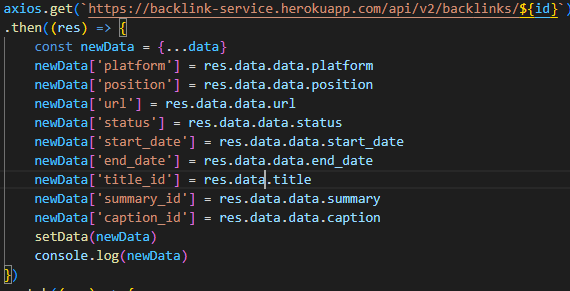 axios.get(`https://backlink-service.herokuapp.com/api/v2/backlinks/${id}`)
.then((res) => {
const newData = {...data}
newData['platform'] = res.data.data.platform
newData['position'] = res.data.data.position
newData['url'] = res.data.data.url
newData['status'] = res.data.data.status
newData['start_date'] = res.data.data.start_date
newData['end_date'] = res.data.data.end_date
newData['title_id'] = res.data.title
newData['summary_id'] = res.data.data.summary
newData['caption_id'] = res.data.data.caption
setData(newData)
console.log(newData)
})